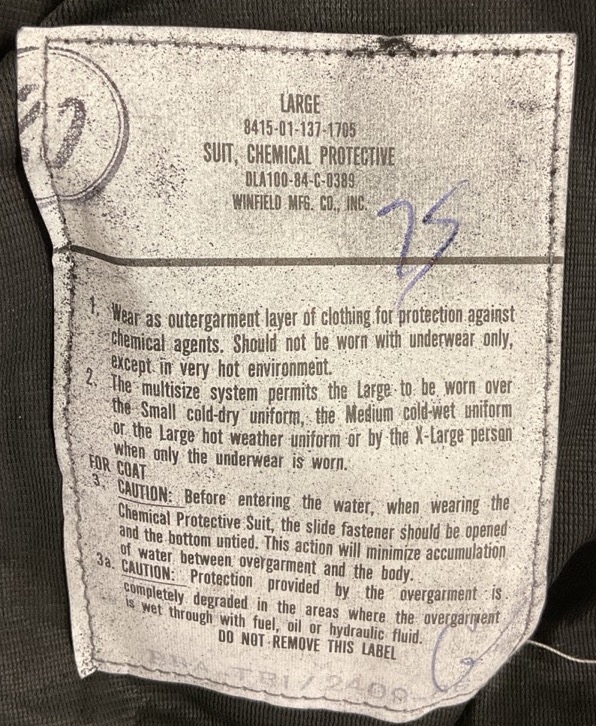 LARGE
8415-01-137-1705
SUIT, CHEMICAL PROTECTIVE
DLA100-84-C-0389
WINFIELD MFG. CO., INC.
25
1. Wear as outergarment layer of clothing for protection against
chemical agents. Should not be worn with underwear only,
except in very hot environment.
2. The multisize system permits the Large to be worn over
the Small cold-dry uniform, the Medium cold-wet uniform
or the Large hot weather uniform or by the X-Large person
when only the underwear is worn.
FOR COAT
3. CAUTION: Before entering the water, when wearing the
Chemical Protective Suit, the slide fastener should be opened
and the bottom untied. This action will minimize accumulation
of water between overgarment and the body.
3a. CAUTION: Protection provided by the overgarment is
completely degraded in the areas where the overgarment
is wet through with fuel, oil or hydraulic fluid.
DO NOT REMOVE THIS LABEL